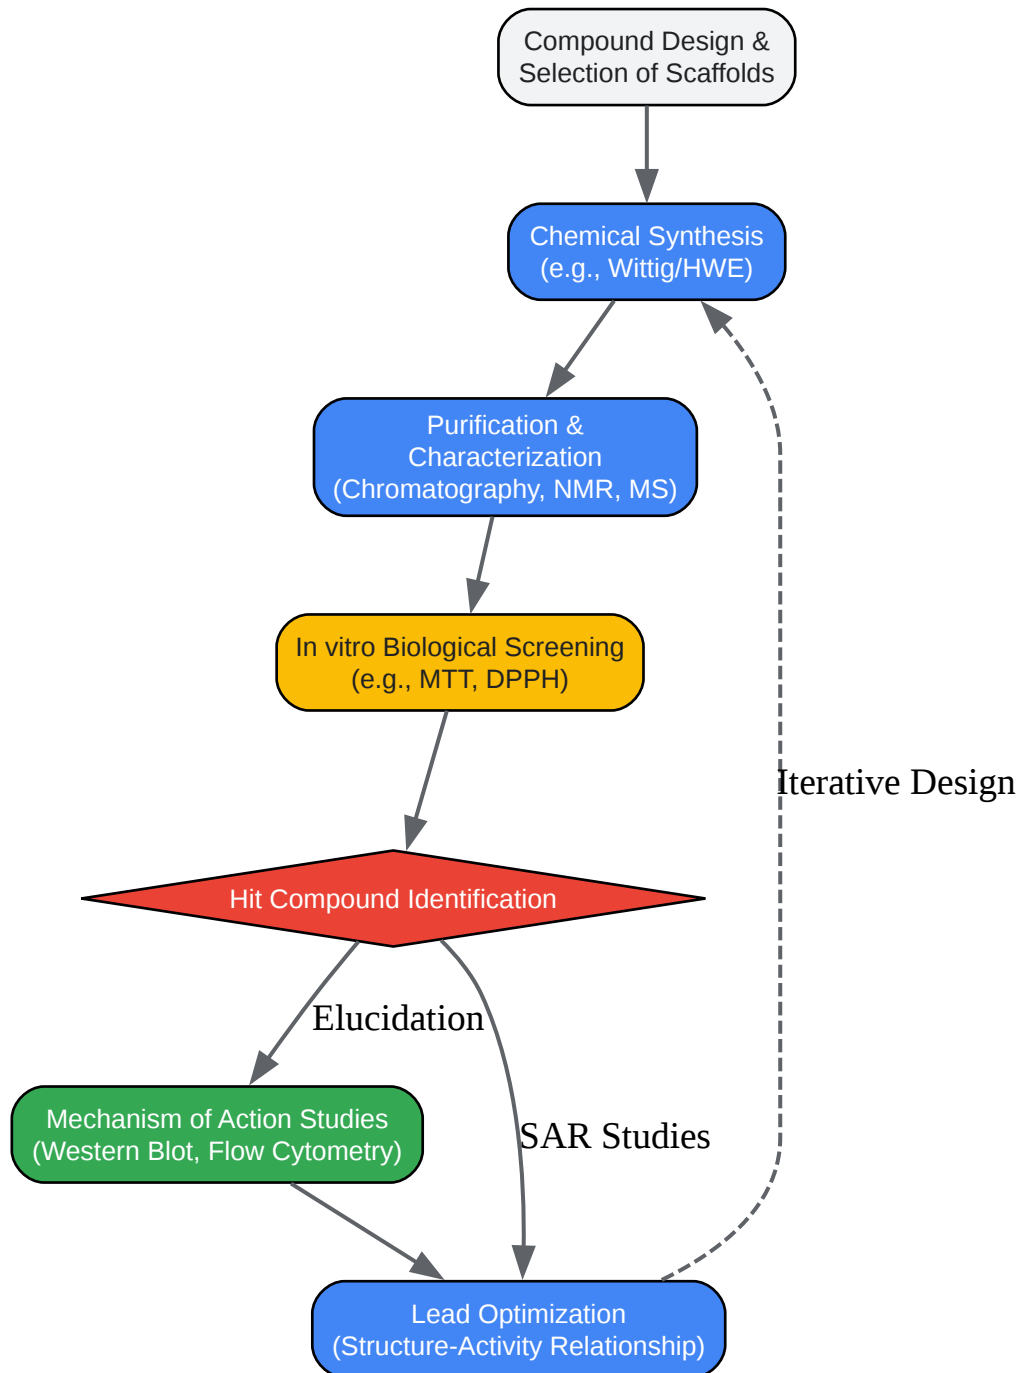 Compound Design &
Selection of Scaffolds
Chemical Synthesis
(e.g., Wittig/HWE)
Purification &
Characterization
(Chromatography, NMR, MS)
In vitro Biological Screening
(e.g., MTT, DPPH)
Iterative Design
Hit Compound Identification
Elucidation
Mechanism of Action Studies
(Western Blot, Flow Cytometry)
SAR Studies
Lead Optimization
(Structure-Activity Relationship)